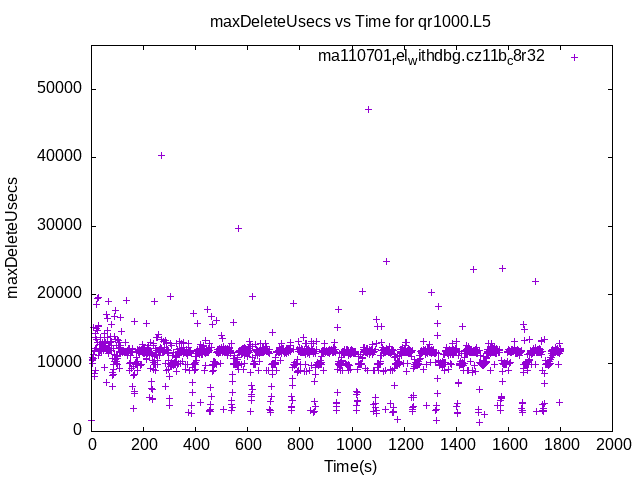 maxDeleteUsecs vs Time for qr1000.L5
ma110701relwithdbg.cz11bc8r32
50000
40000
30000
20000
10000
0
maxDeleteUsecs
0 200 400 600 800 1000 1200 1400 1600 1800 2000
Time(s)